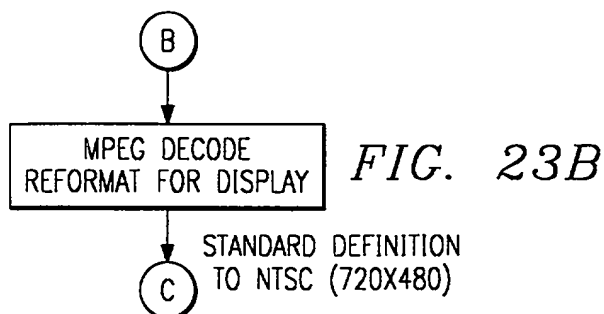 B
MPEG DECODE
REFORMAT FOR DISPLAY
FIG. 23B
STANDARD DEFINITION
TO NTSC (720X480)
C